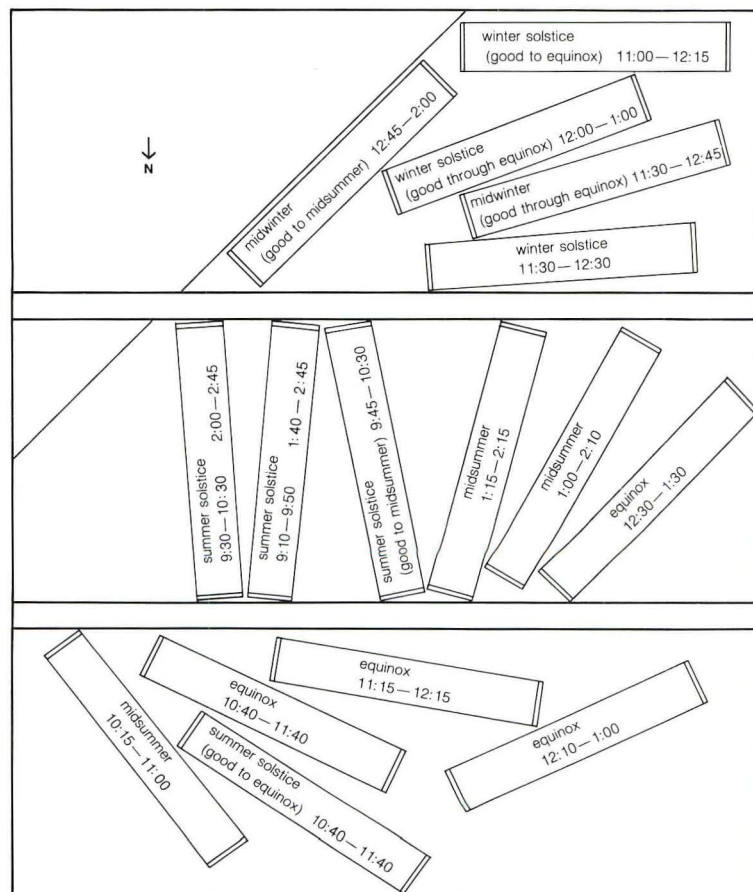 winter solstice
(good to equinox) 11:00—12:15
midwinter
(good to midsummer) 12:45—2:00
winter solstice
(good through equinox) 12:00—1:00
midwinter
(good through equinox) 11:30—12:45
winter solstice
11:30—12:30
N
summer solstice 2:00—2:45
9:30—10:30
summer solstice 1:40—2:45
9:10—9:50
summer solstice
(good to midsummer) 9:45—10:30
midsummer
1:15—2:15
midsummer
1:00—2:10
equinox
12:30—1:30
midsummer
10:15—11:00
equinox
10:40—11:40
equinox
11:15—12:15
summer solstice
(good to equinox) 10:40—11:40
equinox
12:10—1:00